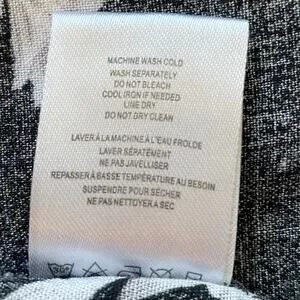 MACHINE WASH COLD
WASH SEPARATELY
DO NOT BLEACH
COOL IRON IF NEEDED
LINE DRY
DO NOT DRY CLEAN
LAVER À LA MACHINE À L'EAU FROIDE
LAVER SÉPATEMENT
NE PAS JAVELLISER
REPASSER À BASSE TEMPÉRATURE AU BESOIN
SUSPENDRE POUR SÉCHER
NE PAS NETTOYER À SEC